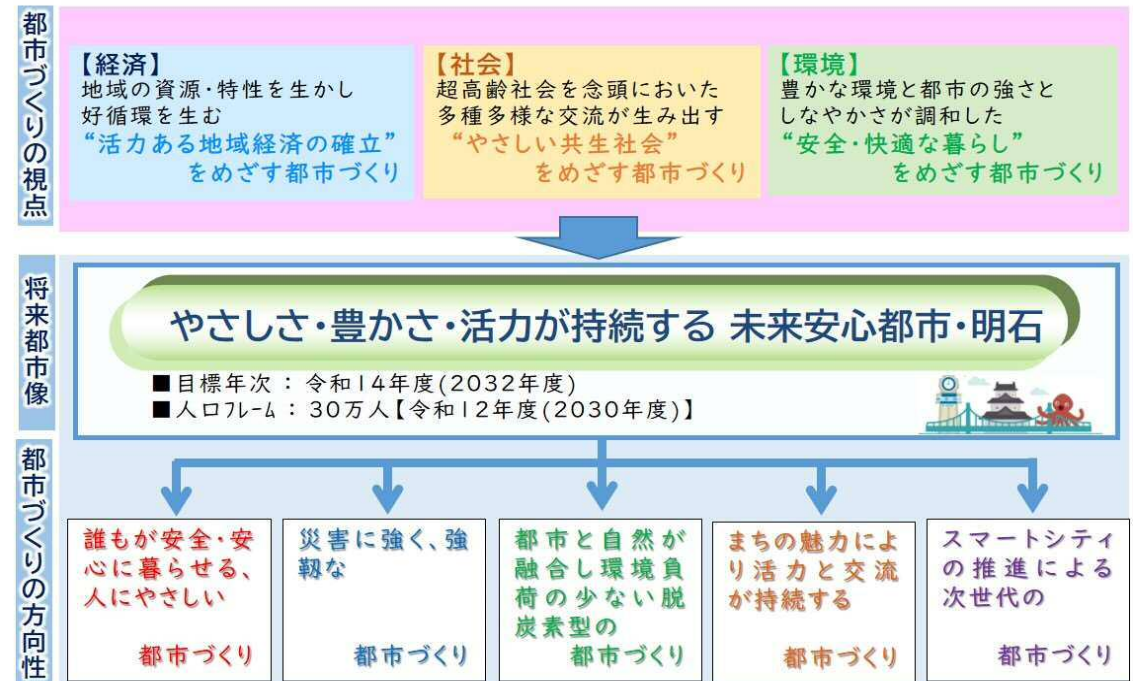 都市づくりの視点
【経済】
地域の資源・特性を生かし
好循環を生む
“活力ある地域経済の確立”
をめざす都市づくり
【社会】
超高齢社会を念頭においた
多種多様な交流が生み出す
“やさしい共生社会”
をめざす都市づくり
【環境】
豊かな環境と都市の強さと
しなやかさが調和した
“安全・快適な暮らし”
をめざす都市づくり
将来都市像
やさしさ・豊かさ・活力が持続する 未来安心都市・明石
■目標年次 : 令和14年度(2032年度)
■人口フレーム : 30万人【令和12年度(2030年度)】
都市づくりの方向性
誰もが安全・安
心に暮らせる、
人にやさしい
都市づくり
災害に強く、強
靭な
都市づくり
都市と自然が
融合し環境負
荷の少ない脱
炭素型の
都市づくり
まちの魅力によ
り活力と交流
が持続する
都市づくり
スマートシティ
の推進による
次世代の
都市づくり